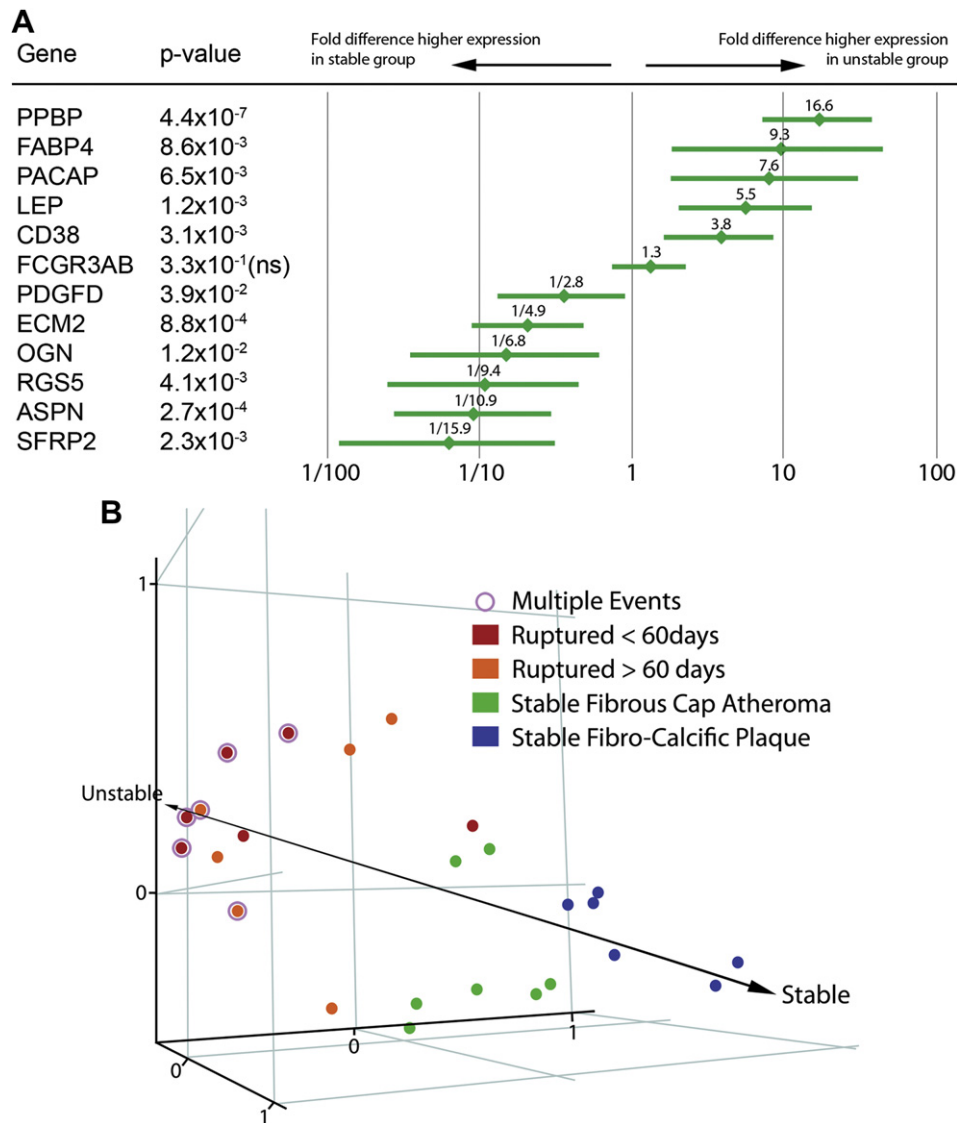 A
Gene p-value Fold difference higher expression in stable group Fold difference higher expression in unstable group
PPBP 4.4x10⁻⁷ 16.6
FABP4 8.6x10⁻³ 9.3
PACAP 6.5x10⁻³ 7.6
LEP 1.2x10⁻³ 5.5
CD38 3.1x10⁻³ 3.8
FCGR3AB 3.3x10⁻¹(ns) 1.3
PDGFD 3.9x10⁻² 1/2.8
ECM2 8.8x10⁻⁴ 1/4.9
OGN 1.2x10⁻² 1/6.8
RGS5 4.1x10⁻³ 1/9.4
ASPN 2.7x10⁻⁴ 1/10.9
SFRP2 2.3x10⁻³ 1/15.9
1/100 1/10 1 10 100
B
1
Multiple Events
Ruptured < 60days
Ruptured > 60 days
Stable Fibrous Cap Atheroma
Stable Fibro-Calcific Plaque
Unstable
0
Stable
0 1
0
1